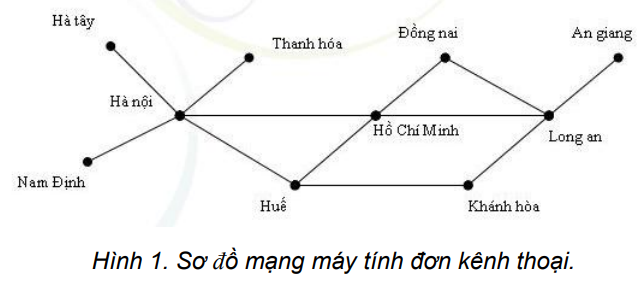 Hà tây
Thanh hóa
Đồng nai
An giang
Hà nội
Hồ Chí Minh
Long an
Nam Định
Huế
Khánh hòa
Hình 1. Sơ đồ mạng máy tính đơn kênh thoại.